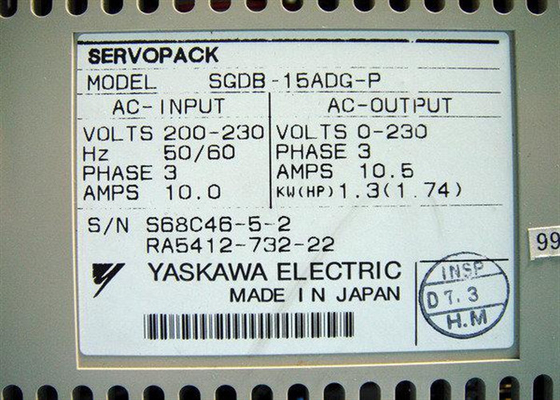 SERVOPACK
MODEL SGDB-15ADG-P
AC-INPUT AC-OUTPUT
VOLTS 200-230 VOLTS 0-230
Hz 50/60 PHASE 3
PHASE 3 AMPS 10.5
AMPS 10.0 KW(HP) 1.3(1.74)
S/N S68C46-5-2
RA5412-732-22
YASKAWA ELECTRIC
MADE IN JAPAN
INSP
D 7.3
H.M
99